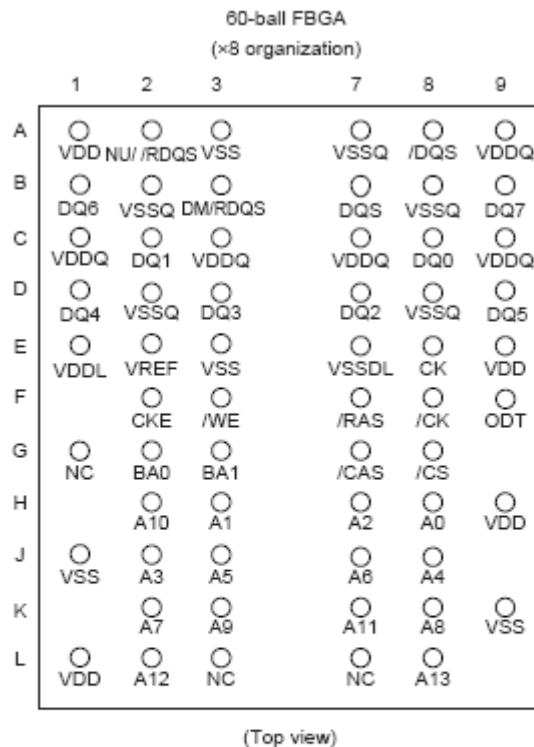 60-ball FBGA
(×8 organization)
1 2 3 7 8 9
A
VDD NU/ /RDQS VSS VSSQ /DQS VDDQ
B
DQ6 VSSQ DM/RDQS DQS VSSQ DQ7
C
VDDQ DQ1 VDDQ VDDQ DQ0 VDDQ
D
DQ4 VSSQ DQ3 DQ2 VSSQ DQ5
E
VDDL VREF VSS VSSDL CK VDD
F
CKE /WE /RAS /CK ODT
G
NC BA0 BA1 /CAS /CS
H
A10 A1 A2 A0 VDD
J
VSS A3 A5 A6 A4
K
A7 A9 A11 A8 VSS
L
VDD A12 NC NC A13
(Top view)